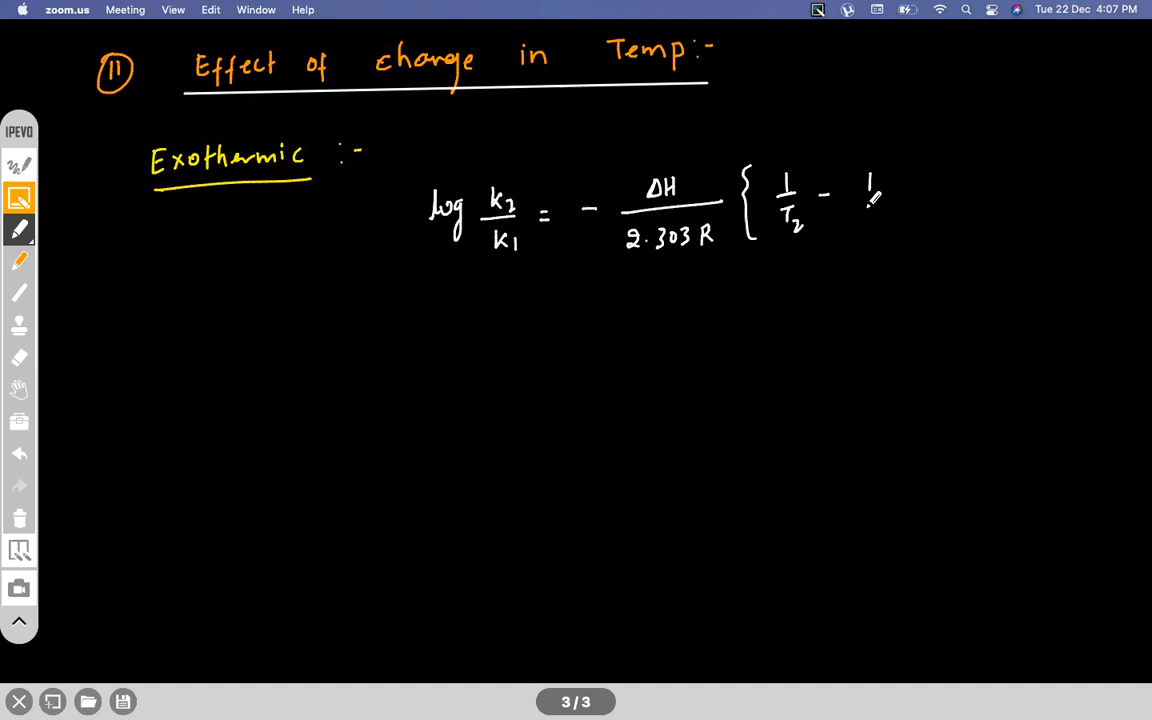 zoom.us Meeting View Edit Window Help Tue 22 Dec 4:07 PM
11 Effect of change in Temp:-
IPEVO
Exothermic :-
log K2/K1 = - ΔH/2.303 R { 1/T2 - 1
3/3